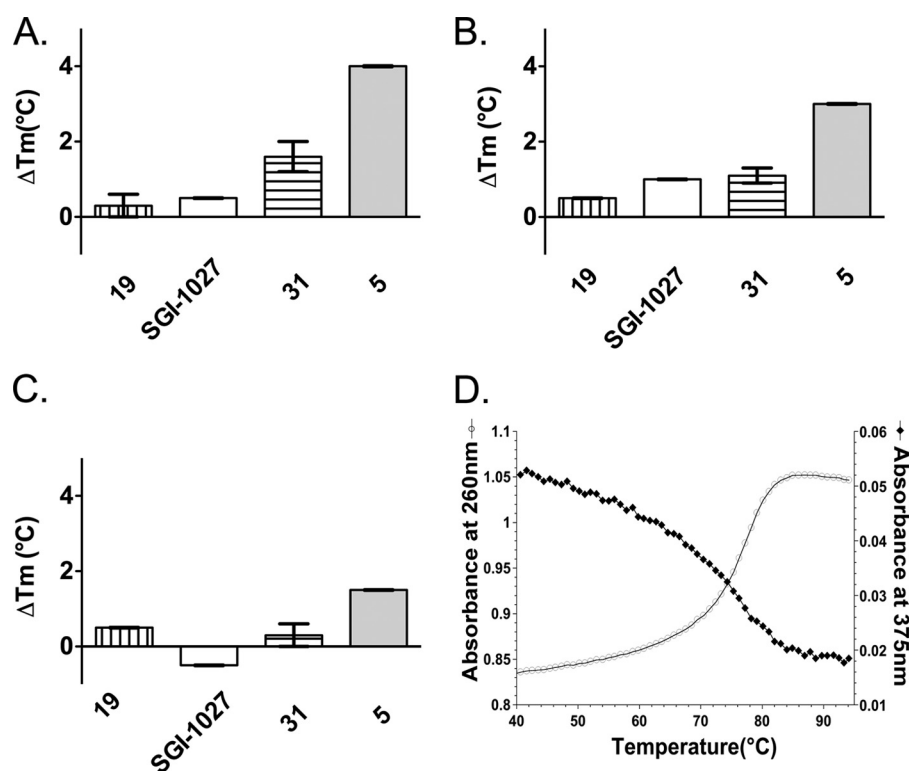 A.
ΔTm(°C)
4
2
0
19
SGI-1027
31
5
B.
ΔTm (°C)
4
2
0
19
SGI-1027
31
5
C.
ΔTm (°C)
4
2
0
19
SGI-1027
31
5
D.
Absorbance at 260nm
1.1
1.05
1
0.95
0.9
0.85
0.8
40 50 60 70 80 90
Temperature(°C)
0.06
0.05
0.04
0.03
0.02
0.01
Absorbance at 375nm